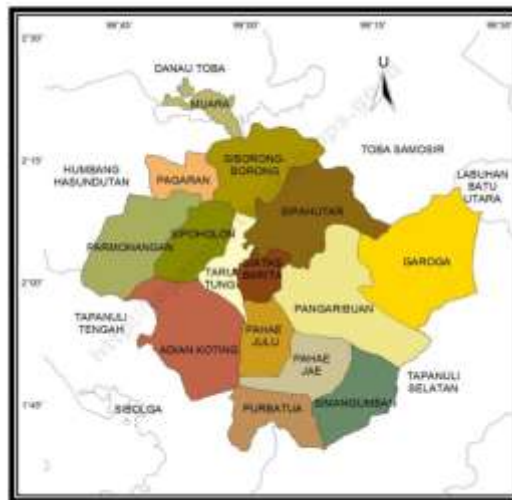 98°45'
99°00'
99°15'
99°30'
2°30'
DANAU TOBA
U
MUARA
2°15'
SIBORONG-
BORONG
TOBA SAMOSIR
HUMBANG
HASUNDUTAN
PAGARAN
LABUHAN
BATU
UTARA
SIPAHUTAR
SIPOHOLON
PARMONANGAN
TARU
TUNG
SIATAS
BARITA
GAROGA
2°00'
PANGARIBUAN
TAPANULI
TENGAH
PAHAE
JULU
ADIAN KOTING
PAHAE
JAE
TAPANULI
SELATAN
SIMANGUMBAN
1°45'
SIBOLGA
PURBATUA